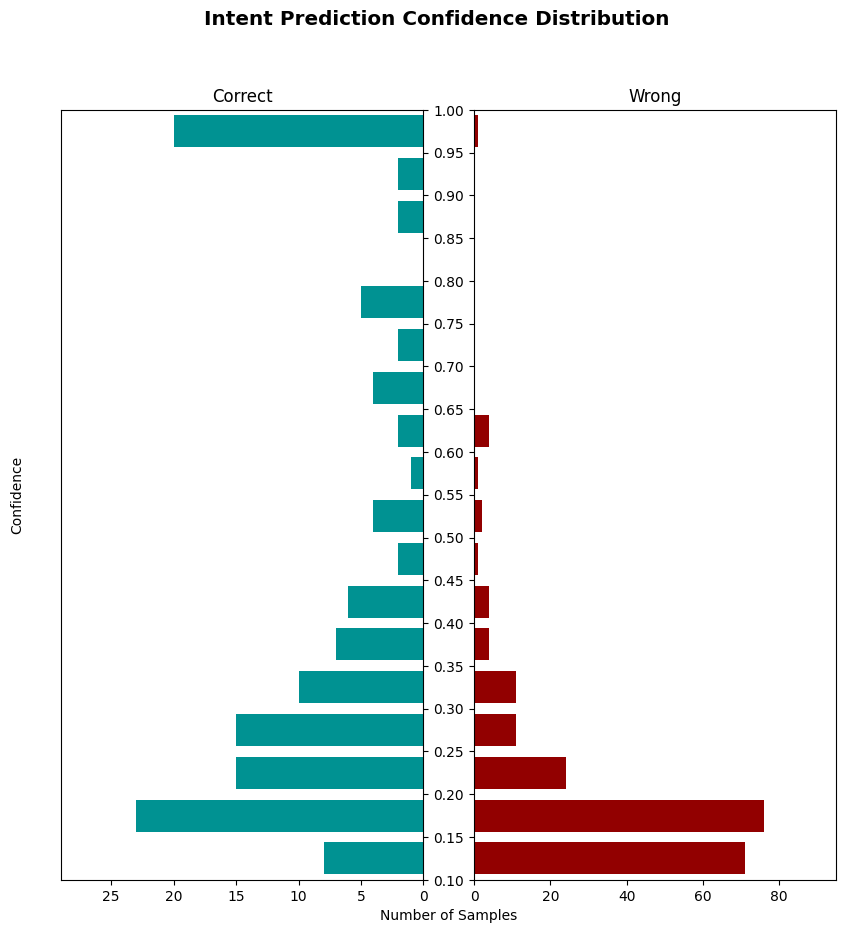 Intent Prediction Confidence Distribution
Correct
Wrong
1.00
0.95
0.90
0.85
0.80
0.75
0.70
0.65
0.60
0.55
0.50
0.45
0.40
0.35
0.30
0.25
0.20
0.15
0.10
Confidence
25 20 15 10 5 0
0 20 40 60 80
Number of Samples